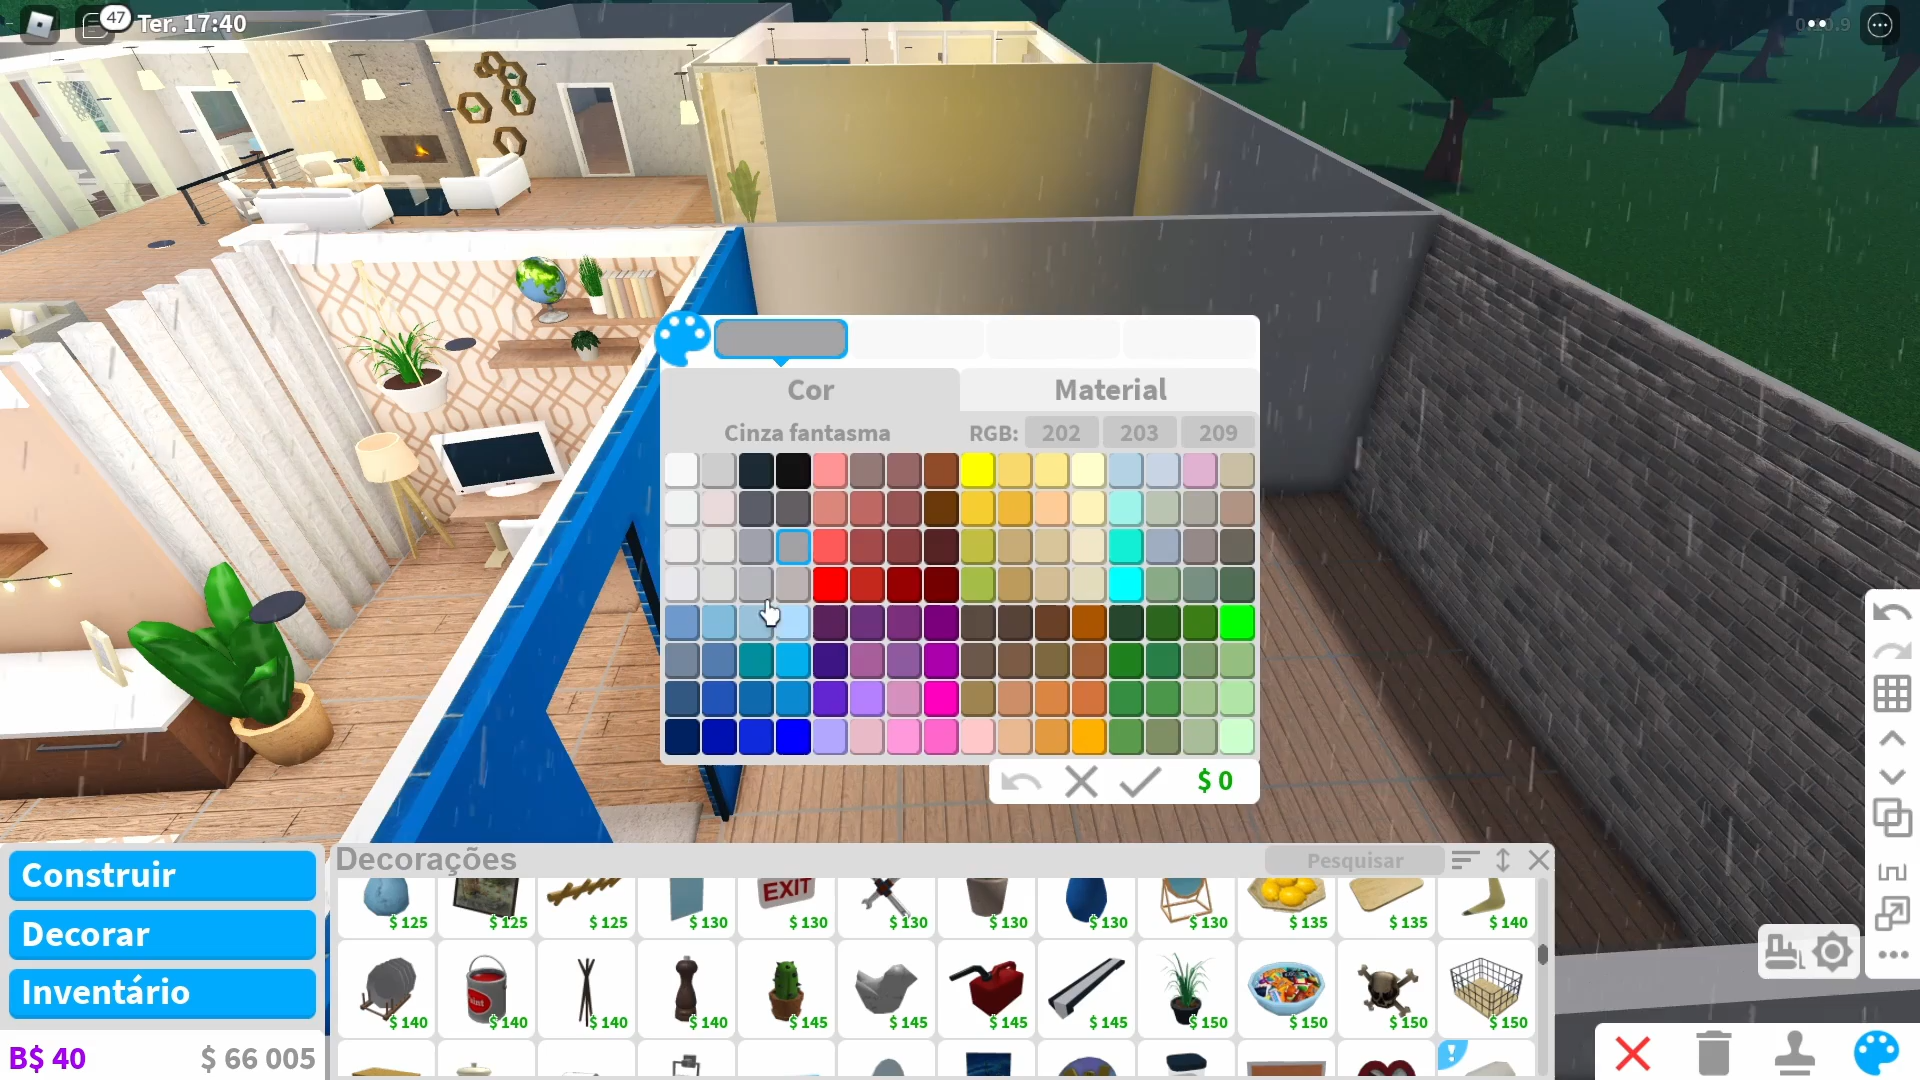 47
Ter. 17:40
Cor
Material
Cinza fantasma
RGB:
202
203
209
$ 0
Construir
Decorar
Inventário
B$ 40
$ 66 005
Decorações
Pesquisar
EXIT
$ 125
$ 125
$ 125
$ 130
$ 130
$ 130
$ 130
$ 130
$ 130
$ 135
$ 135
$ 140
Paint
$ 140
$ 140
$ 140
$ 140
$ 145
$ 145
$ 145
$ 145
$ 150
$ 150
$ 150
$ 150